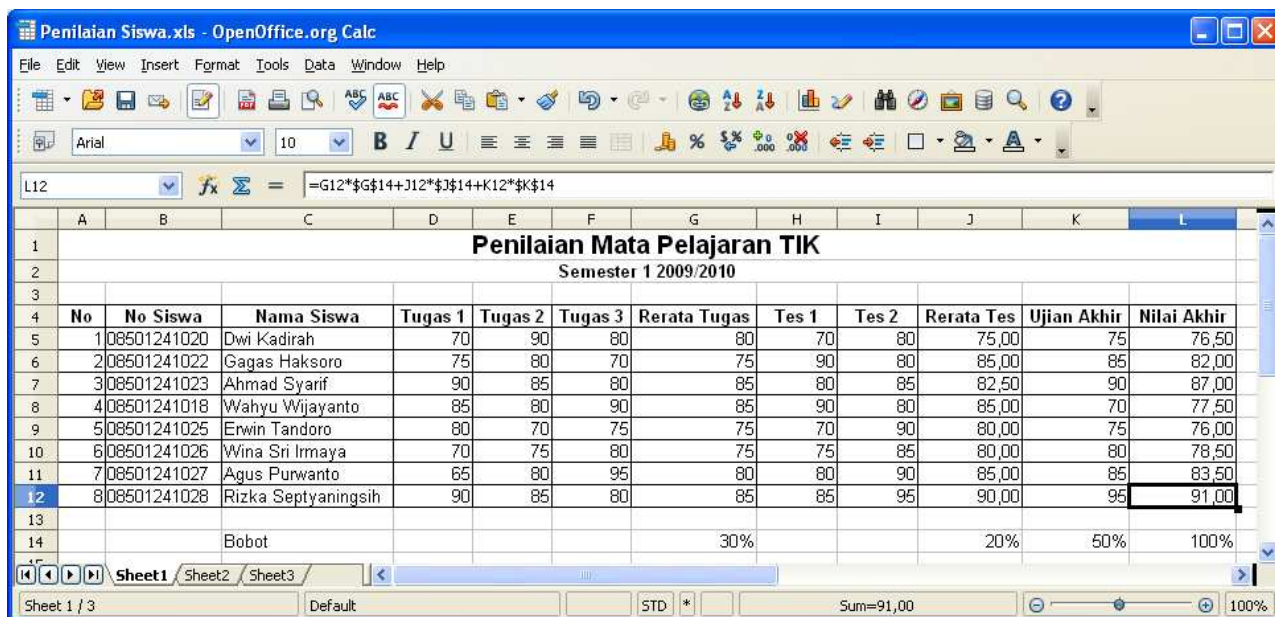 Penilaian Siswa.xls - OpenOffice.org Calc
File Edit View Insert Format Tools Data Window Help
Arial 10 B I U
L12 =G12*$G$14+J12*$J$14+K12*$K$14
A B C D E F G H I J K L
1 Penilaian Mata Pelajaran TIK
2 Semester 1 2009/2010
3
4 No No Siswa Nama Siswa Tugas 1 Tugas 2 Tugas 3 Rerata Tugas Tes 1 Tes 2 Rerata Tes Ujian Akhir Nilai Akhir
5 1 08501241020 Dwi Kadirah 70 90 80 80 70 80 75,00 75 76,50
6 2 08501241022 Gagas Haksoro 75 80 70 75 90 80 85,00 85 82,00
7 3 08501241023 Ahmad Syarif 90 85 80 85 80 85 82,50 90 87,00
8 4 08501241018 Wahyu Wijayanto 85 80 90 85 90 80 85,00 70 77,50
9 5 08501241025 Erwin Tandoro 80 70 75 75 70 90 80,00 75 76,00
10 6 08501241026 Wina Sri Irmaya 70 75 80 75 75 85 80,00 80 78,50
11 7 08501241027 Agus Purwanto 65 80 95 80 80 90 85,00 85 83,50
12 8 08501241028 Rizka Septyaningsih 90 85 80 85 85 95 90,00 95 91,00
13
14 Bobot 30% 20% 50% 100%
Sheet1 Sheet2 Sheet3
Sheet 1 / 3 Default STD * Sum=91,00 100%